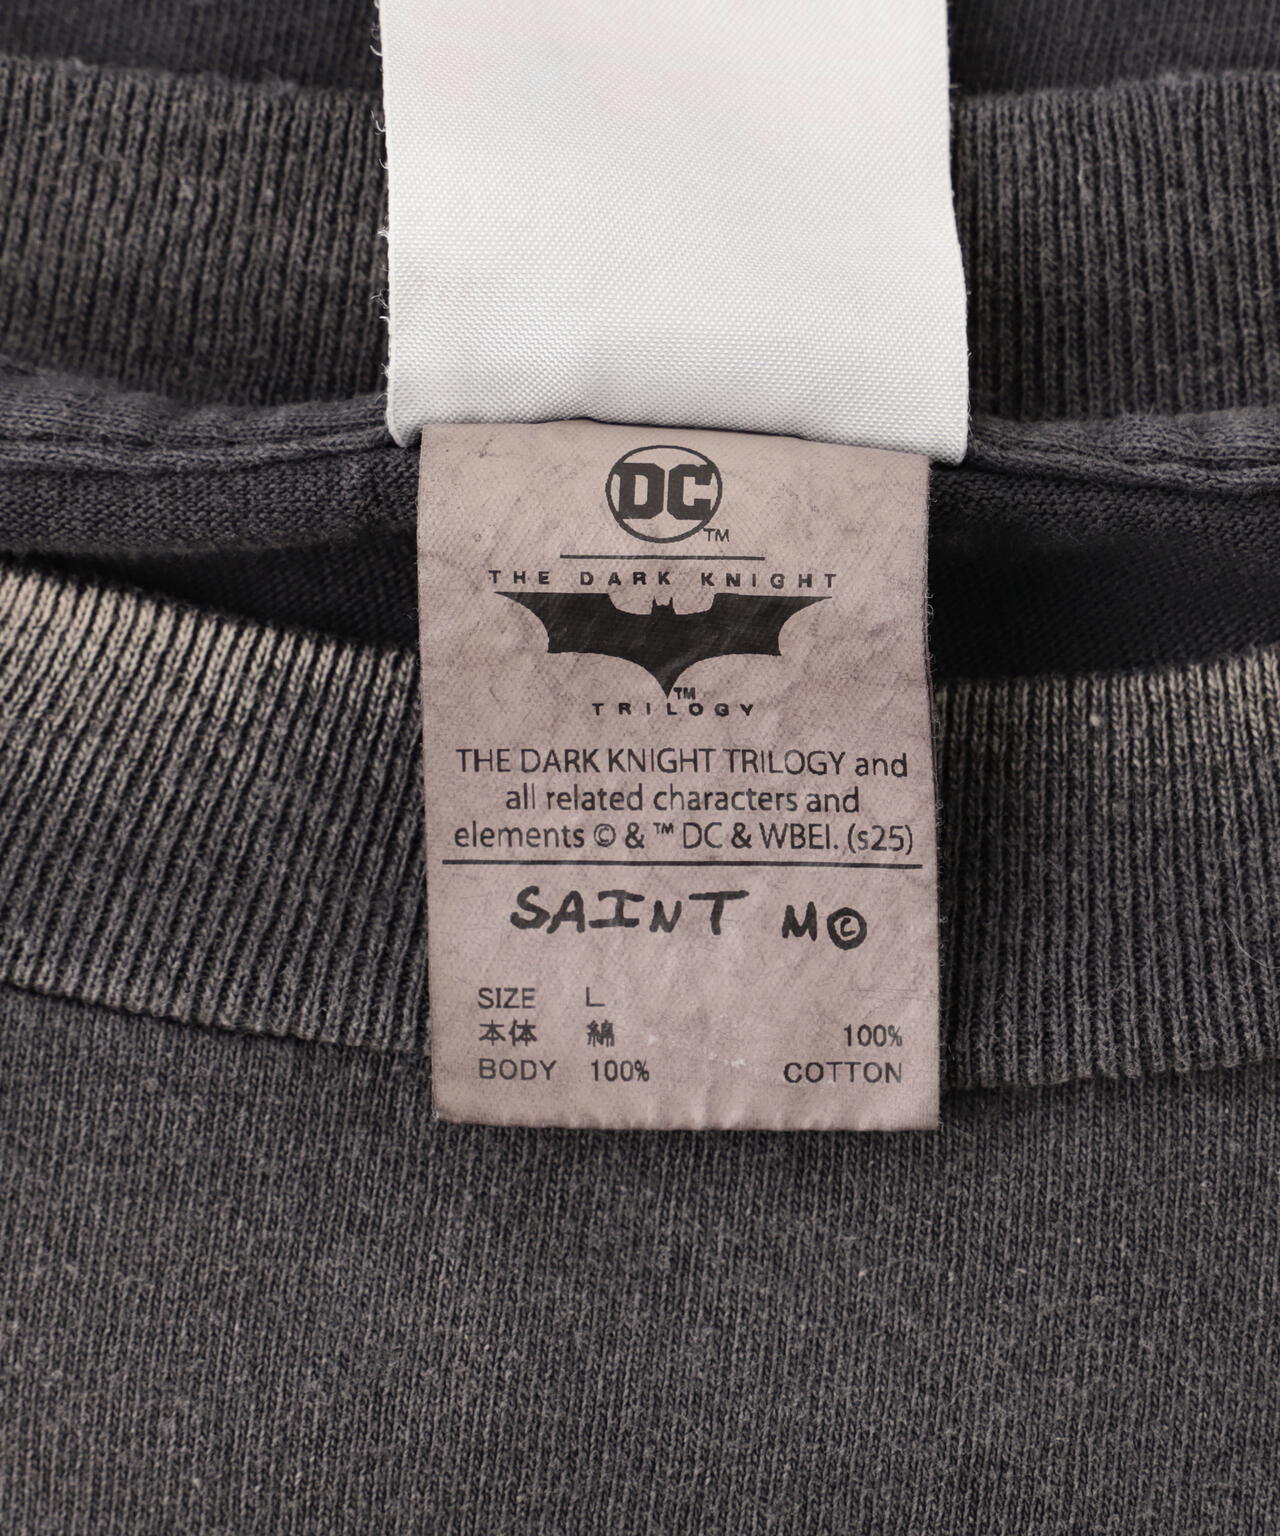 DC
TM
THE DARK KNIGHT
TM
TRILOGY
THE DARK KNIGHT TRILOGY and
all related characters and
elements © & ™ DC & WBEI. (s25)
SAINT M©
SIZE L
本体 綿 100%
BODY 100% COTTON